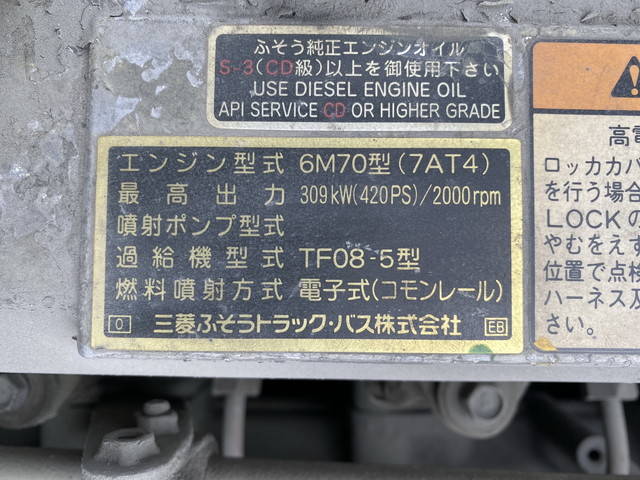 ふそう純正エンジンオイル
S-3(CD級)以上を御使用下さい
USE DIESEL ENGINE OIL
API SERVICE CD OR HIGHER GRADE
エンジン型式 6M70型(7AT4)
最高出力 309kW(420PS)/2000rpm
噴射ポンプ型式
過給機型式 TF08-5型
燃料噴射方式 電子式(コモンレール)
0 三菱ふそうトラック・バス株式会社 EB
高電
ロッカカバ
を行う場合
LOCKの
やむをえす
位置で点検
ハーネス
さい。